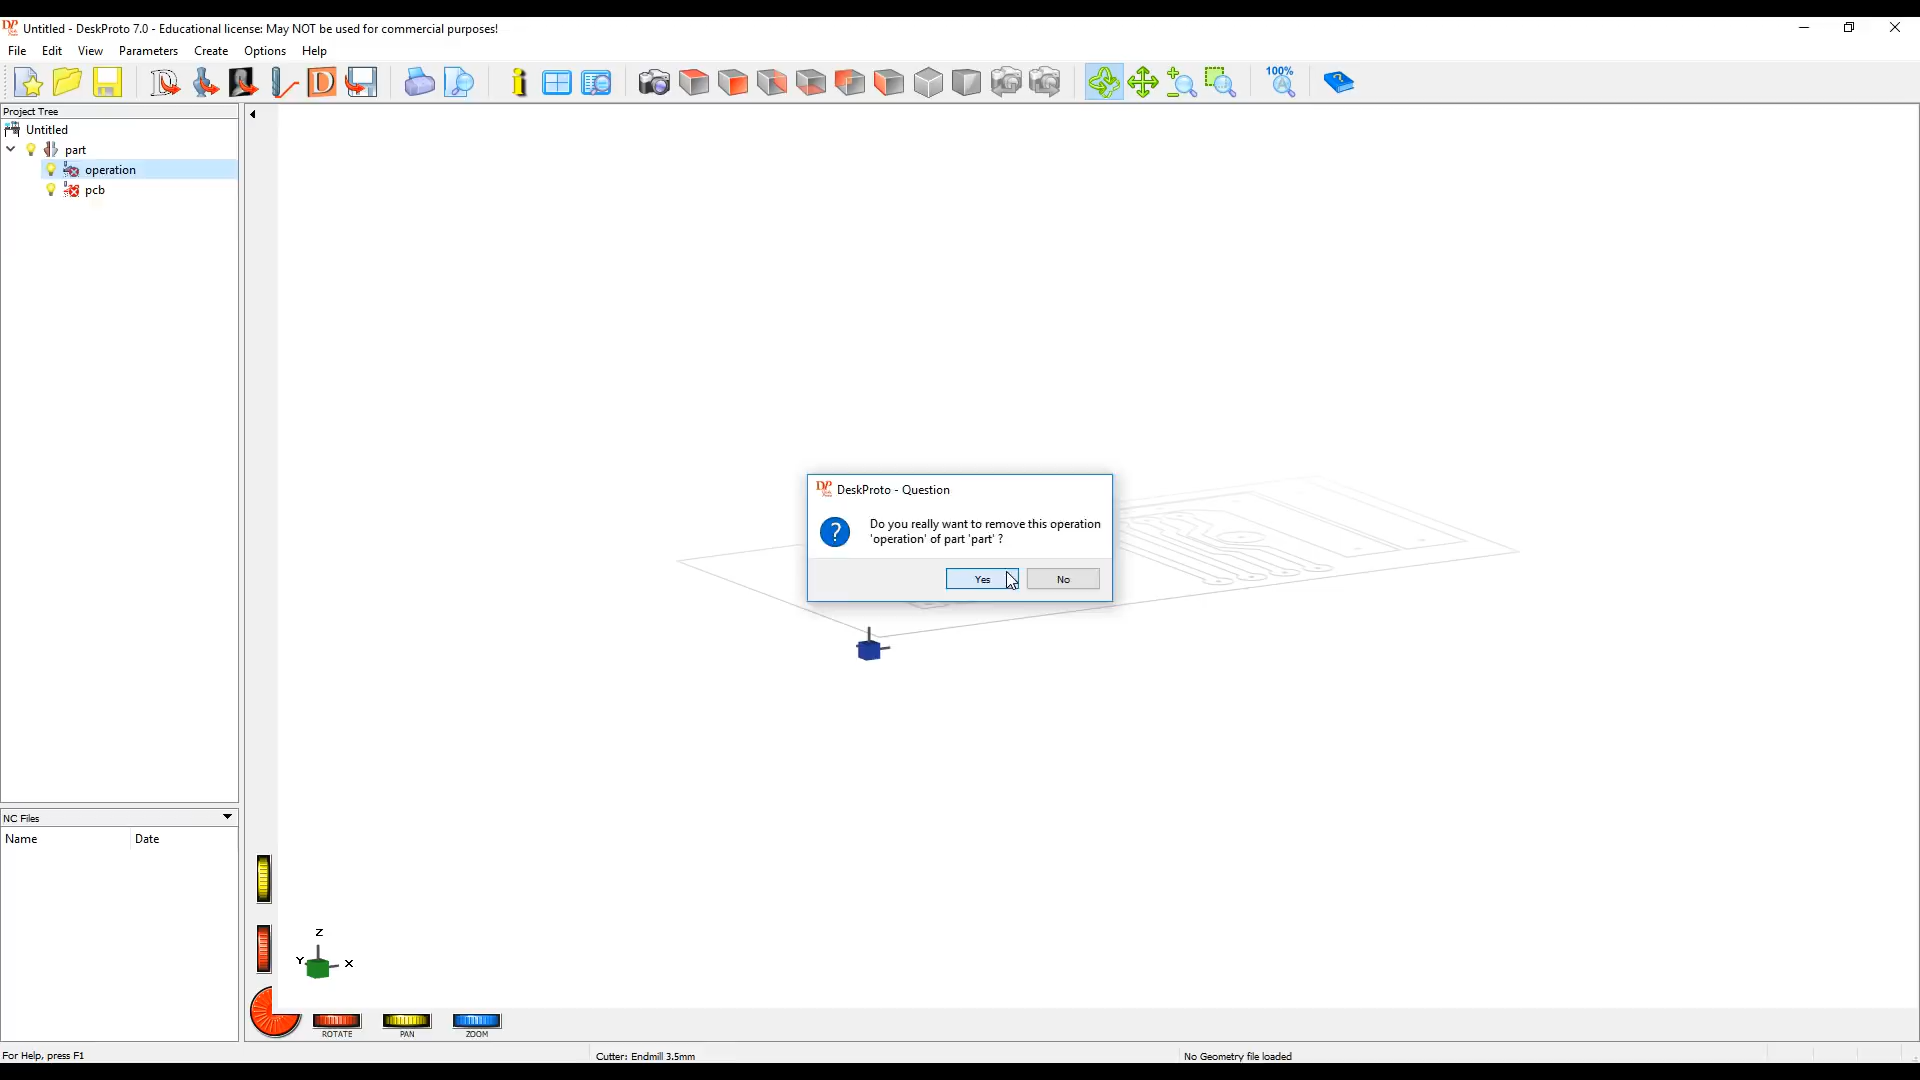 Untitled - DeskProto 7.0 - Educational license: May NOT be used for commercial purposes!
File Edit View Parameters Create Options Help
100%
Project Tree
Untitled
part
operation
pcb
DeskProto - Question
Do you really want to remove this operation
'operation' of part 'part' ?
Yes No
NC Files
Name Date
Z
Y X
ROTATE PAN ZOOM
For Help, press F1 Cutter: Endmill 3.5mm No Geometry file loaded